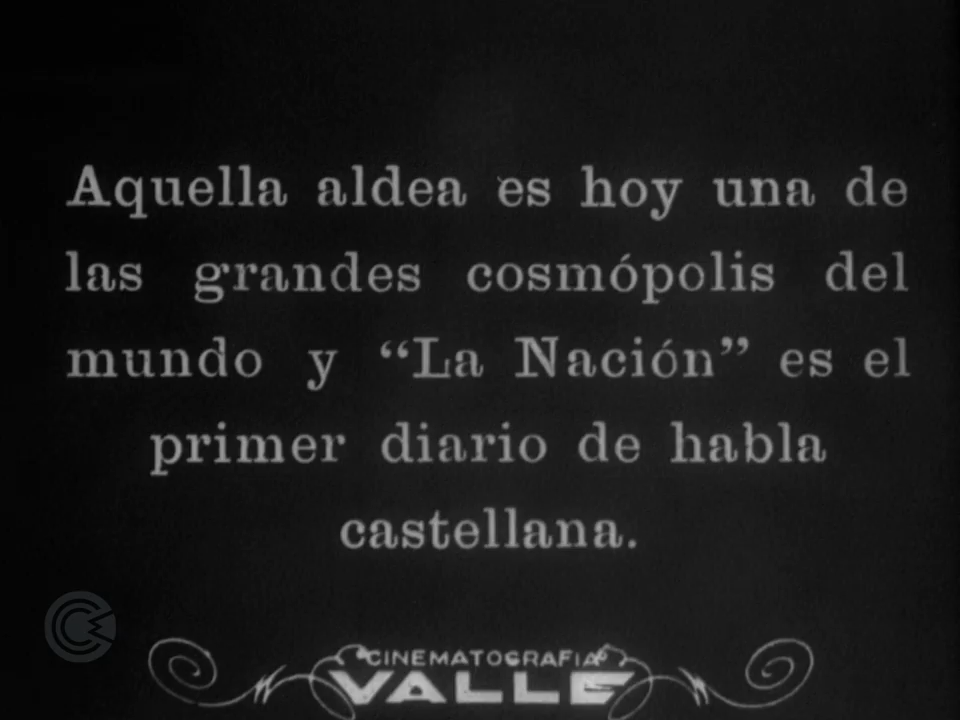 Aquella aldea es hoy una de
las grandes cosmópolis del
mundo y “La Nación” es el
primer diario de habla
castellana.
CINEMATOGRAFIA
VALLE